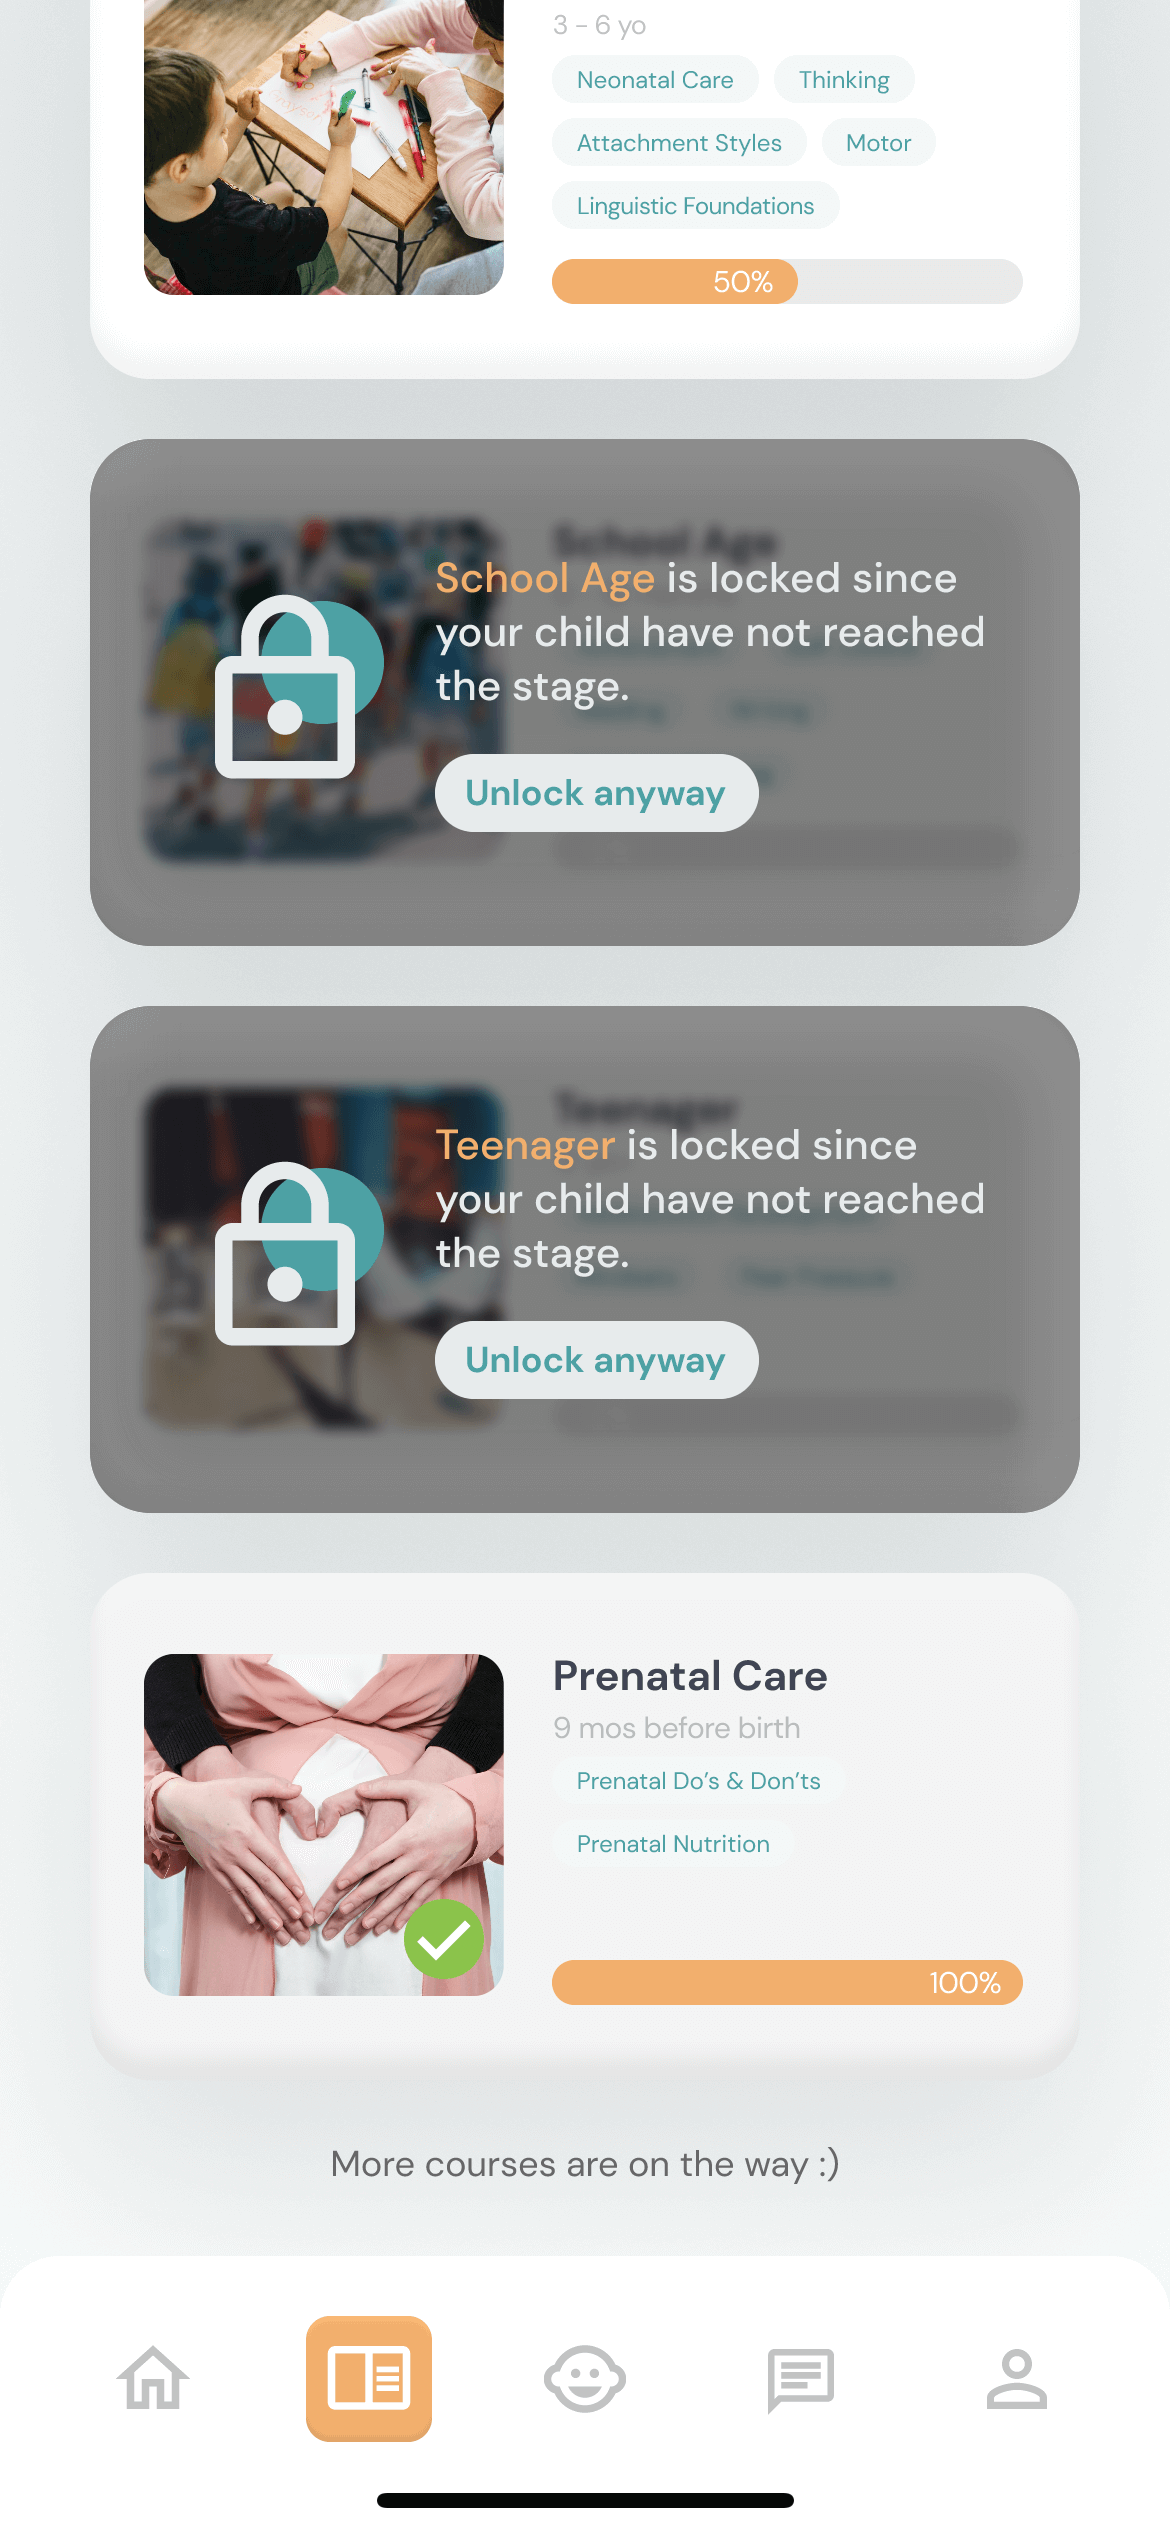 3 - 6 yo
Neonatal Care
Thinking
Attachment Styles
Motor
Linguistic Foundations
50%
School Age
School Age is locked since
your child have not reached
the stage.
Unlock anyway
Teenager
Teenager is locked since
your child have not reached
the stage.
Unlock anyway
Prenatal Care
9 mos before birth
Prenatal Do’s & Don’ts
Prenatal Nutrition
100%
More courses are on the way :)